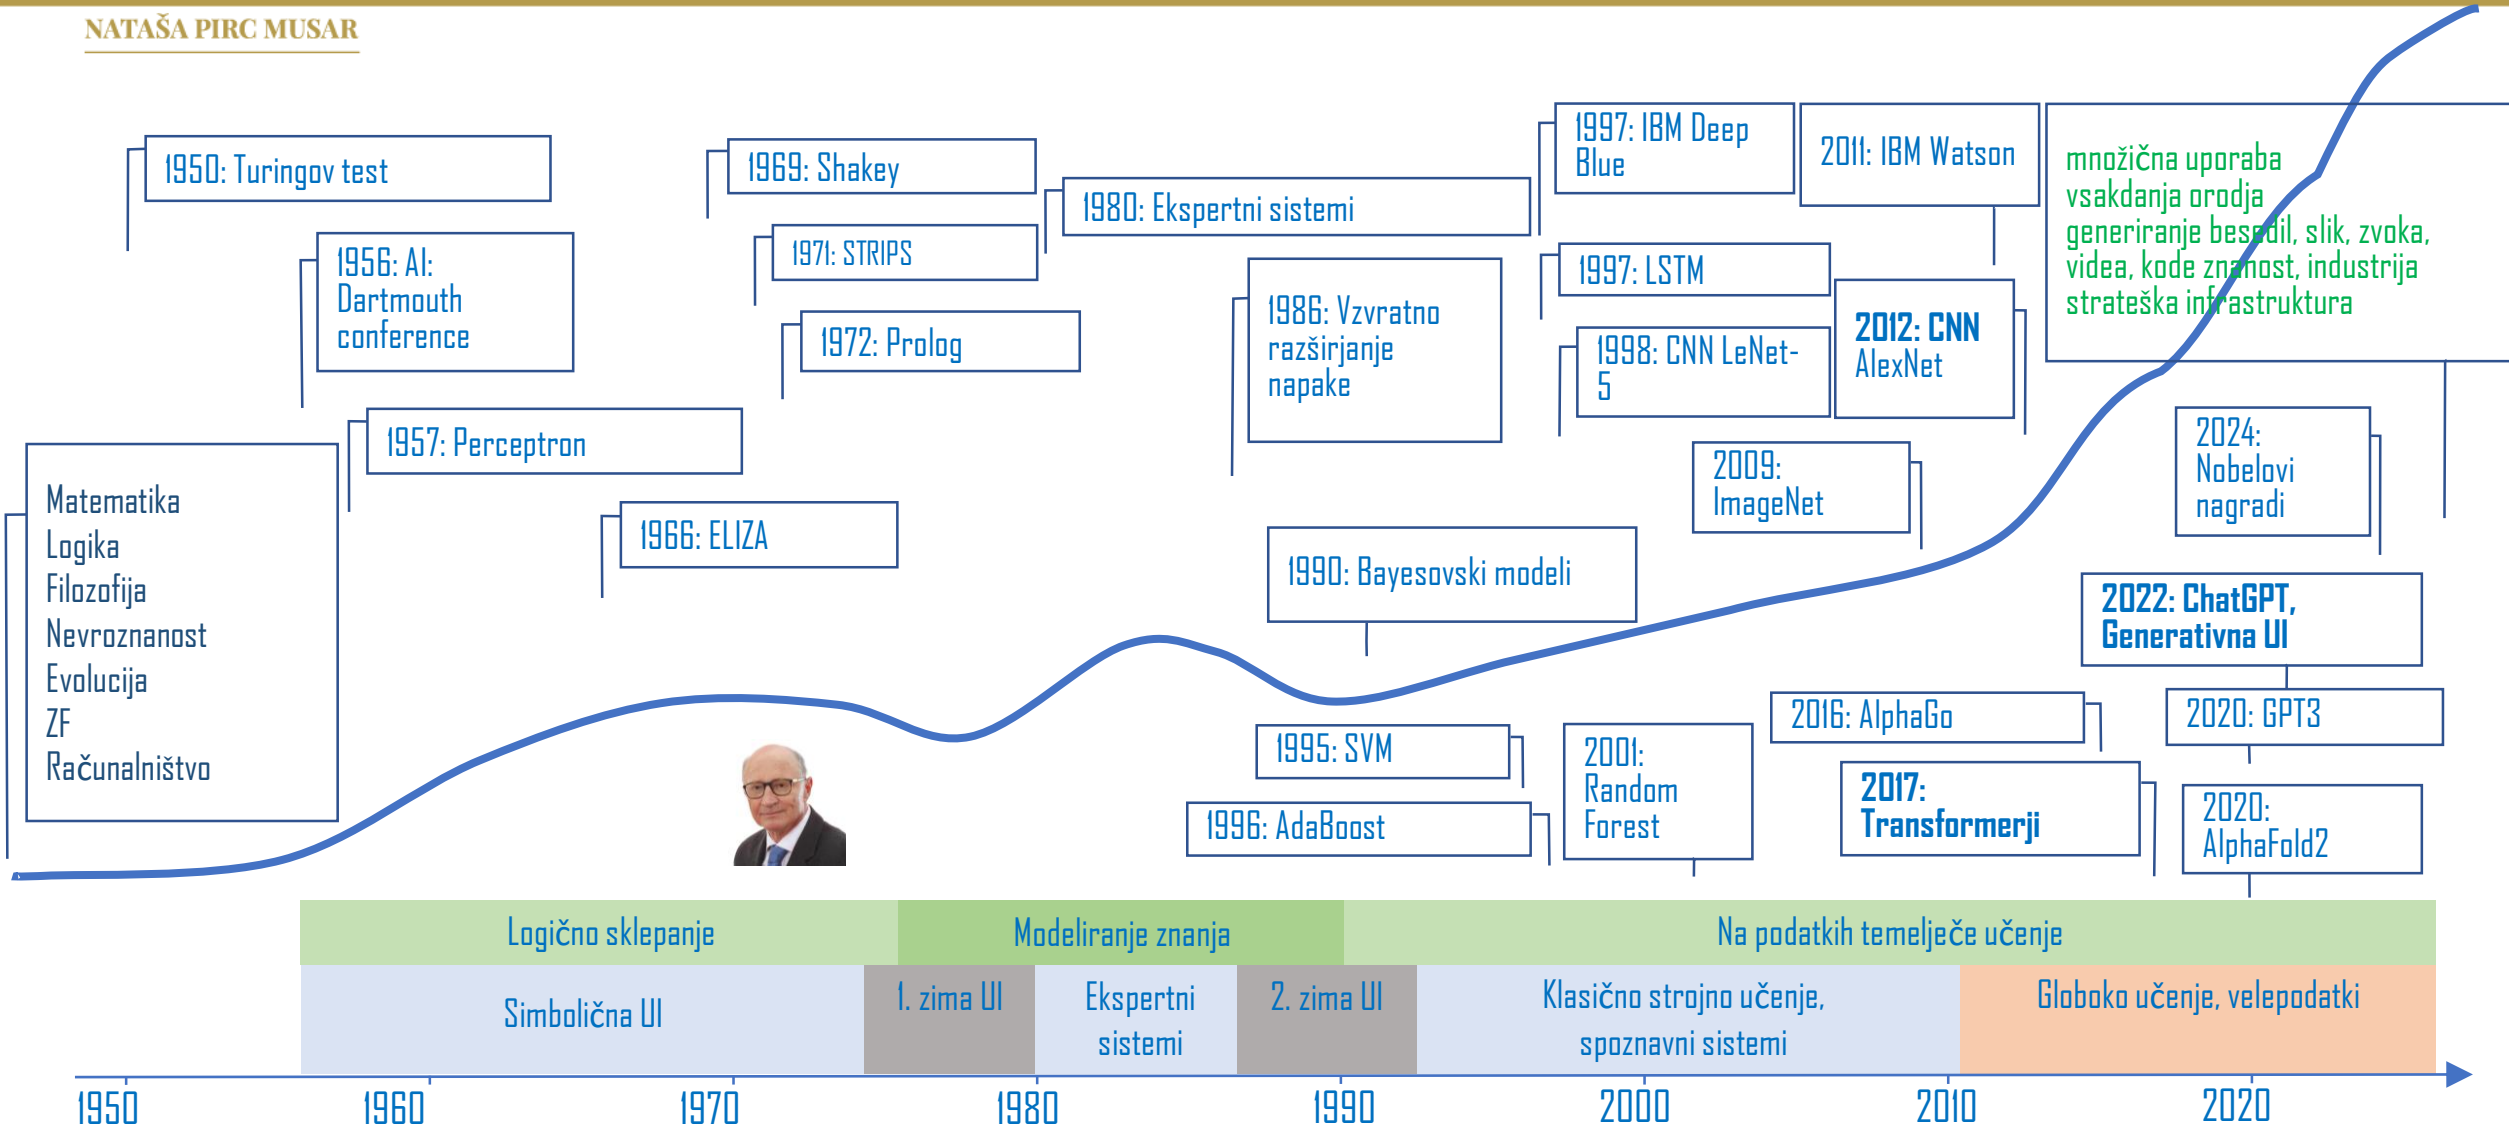 NATAŠA PIRC MUSAR
1950: Turingov test
1956: AI:
Dartmouth
conference
1957: Perceptron
Matematika
Logika
Filozofija
Nevroznanost
Evolucija
ZF
Računalništvo
1966: ELIZA
1969: Shakey
1971: STRIPS
1972: Prolog
1980: Ekspertni sistemi
1986: Vzvratno
razširjanje
napake
1990: Bayesovski modeli
1995: SVM
1996: AdaBoost
1997: IBM Deep
Blue
1997: LSTM
1998: CNN LeNet-
5
2001:
Random
Forest
2009:
ImageNet
2011: IBM Watson
2012: CNN
AlexNet
2016: AlphaGo
2017:
Transformerji
množična uporaba
vsakdanja orodja
generiranje besedil, slik, zvoka,
videa, kode znanost, industrija
strateška infrastruktura
2024:
Nobelovi
nagradi
2022: ChatGPT,
Generativna UI
2020: GPT3
2020:
AlphaFold2
Logično sklepanje
Modeliranje znanja
Na podatkih temelječe učenje
Simbolična UI
1. zima UI
Ekspertni
sistemi
2. zima UI
Klasično strojno učenje,
spoznavni sistemi
Globoko učenje, velepodatki
1950
1960
1970
1980
1990
2000
2010
2020